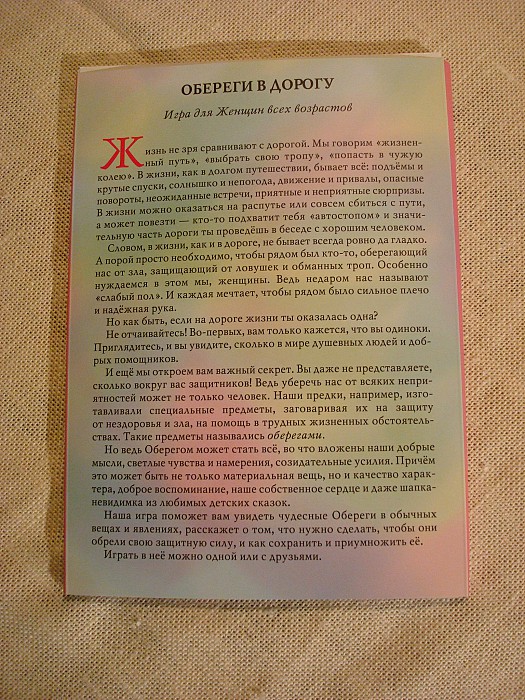 ОБЕРЕГИ В ДОРОГУ
Игра для Женщин всех возрастов
Жизнь не зря сравнивают с дорогой. Мы говорим «жизнен-
ный путь», «выбрать свою тропу», «попасть в чужую
колею». В жизни, как в долгом путешествии, бывает всё: подъёмы и
крутые спуски, солнышко и непогода, движение и привалы, опасные
повороты, неожиданные встречи, приятные и неприятные сюрпризы.
В жизни можно оказаться на распутье или совсем сбиться с пути,
а может повезти — кто-то подхватит тебя «автостопом» и значи-
тельную часть дороги ты проведёшь в беседе с хорошим человеком.
Словом, в жизни, как и в дороге, не бывает всегда ровно да гладко.
А порой просто необходимо, чтобы рядом был кто-то, оберегающий
нас от зла, защищающий от ловушек и обманных троп. Особенно
нуждаемся в этом мы, женщины. Ведь недаром нас называют
«слабый пол». И каждая мечтает, чтобы рядом было сильное плечо
и надёжная рука.
Но как быть, если на дороге жизни ты оказалась одна?
Не отчаивайтесь! Во-первых, вам только кажется, что вы одиноки.
Приглядитесь, и вы увидите, сколько в мире душевных людей и доб-
рых помощников.
И ещё мы откроем вам важный секрет. Вы даже не представляете,
сколько вокруг вас защитников! Ведь уберечь нас от всяких непри-
ятностей может не только человек. Наши предки, например, изго-
тавливали специальные предметы, заговаривая их на защиту
от нездоровья и зла, на помощь в трудных жизненных обстоятель-
ствах. Такие предметы назывались оберегами.
Но ведь Оберегом может стать всё, во что вложены наши добрые
мысли, светлые чувства и намерения, созидательные усилия. Причём
это может быть не только материальная вещь, но и качество харак-
тера, доброе воспоминание, наше собственное сердце и даже шапка-
невидимка из любимых детских сказок.
Наша игра поможет вам увидеть чудесные Обереги в обычных
вещах и явлениях, расскажет о том, что нужно сделать, чтобы они
обрели свою защитную силу, и как сохранить и приумножить её.
Играть в неё можно одной или с друзьями.